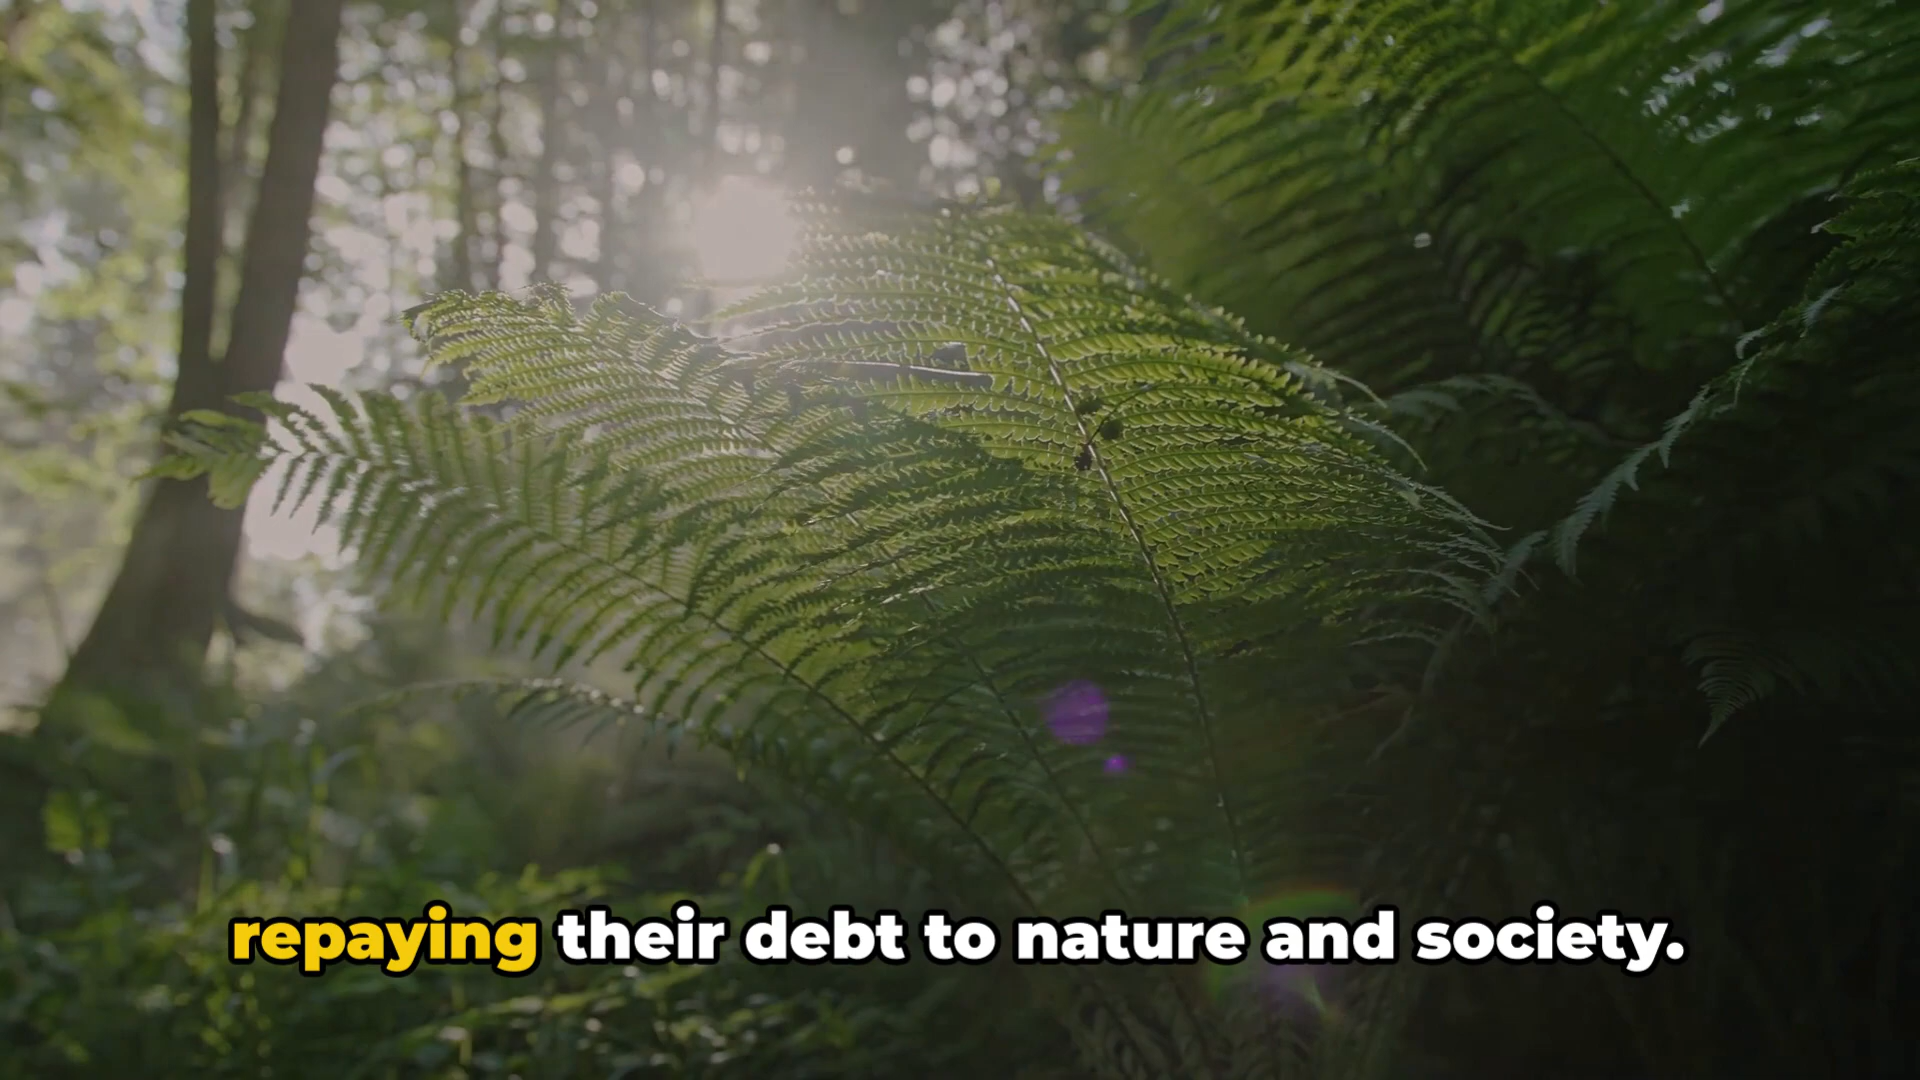 repaying their debt to nature and society.